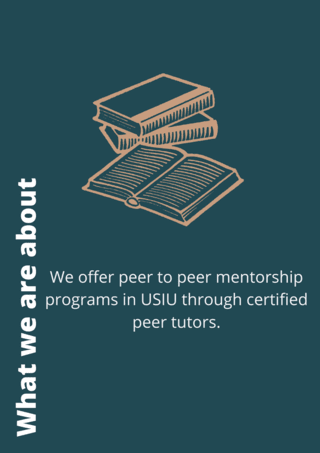 What we are about
We offer peer to peer mentorship
programs in USIU through certified
peer tutors.